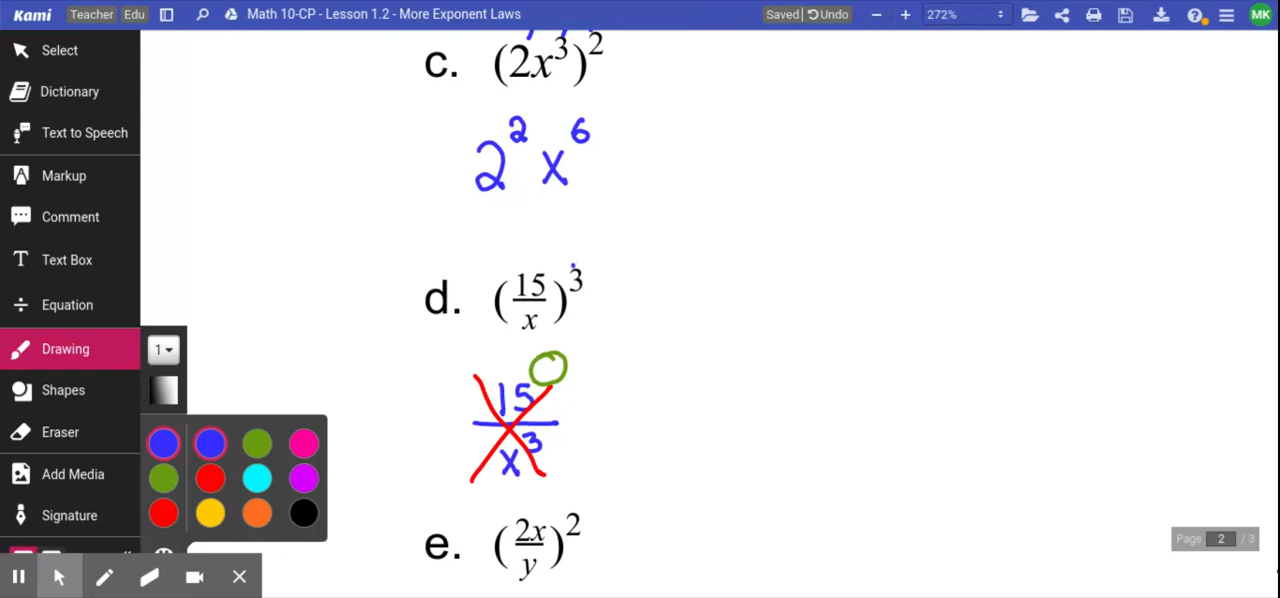 Kami Teacher Edu Math 10-CP - Lesson 1.2 - More Exponent Laws Saved Undo − + 272% ? MK
Select
Dictionary
Text to Speech
Markup
Comment
T Text Box
÷ Equation
Drawing
1
Shapes
Eraser
Add Media
Signature
c. (2x³)²
2² x⁶
d. (15/x)³
15
x³
e. (2x/y)²
Page 2 / 3